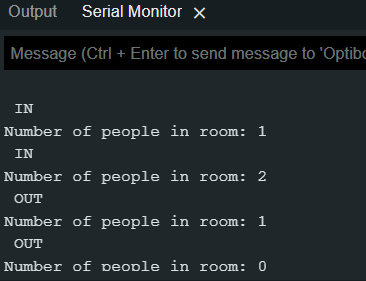 Output Serial Monitor ×
Message (Ctrl + Enter to send message to 'Optibo
IN
Number of people in room: 1
IN
Number of people in room: 2
OUT
Number of people in room: 1
OUT
Number of people in room: 0